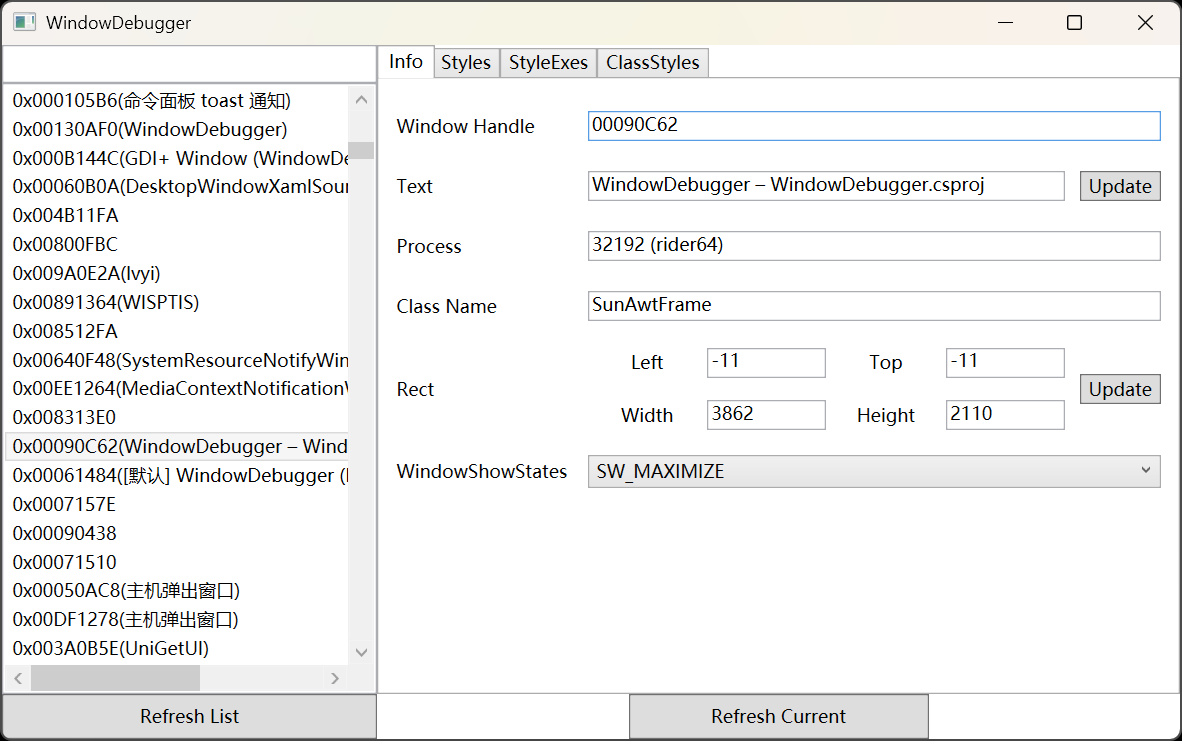 WindowDebugger
Info Styles StyleExes ClassStyles
0x000105B6(命令面板 toast 通知)
0x00130AF0(WindowDebugger)
0x000B144C(GDI+ Window (WindowDe
0x00060B0A(DesktopWindowXamlSour
0x004B11FA
0x00800FBC
0x009A0E2A(lvyi)
0x00891364(WISPTIS)
0x008512FA
0x00640F48(SystemResourceNotifyWin
0x00EE1264(MediaContextNotificationW
0x008313E0
0x00090C62(WindowDebugger – Wind
0x00061484([默认] WindowDebugger (
0x0007157E
0x00090438
0x00071510
0x00050AC8(主机弹出窗口)
0x00DF1278(主机弹出窗口)
0x003A0B5E(UniGetUI)
Refresh List
Window Handle 00090C62
Text WindowDebugger – WindowDebugger.csproj Update
Process 32192 (rider64)
Class Name SunAwtFrame
Rect
Left -11 Top -11
Width 3862 Height 2110
Update
WindowShowStates SW_MAXIMIZE
Refresh Current